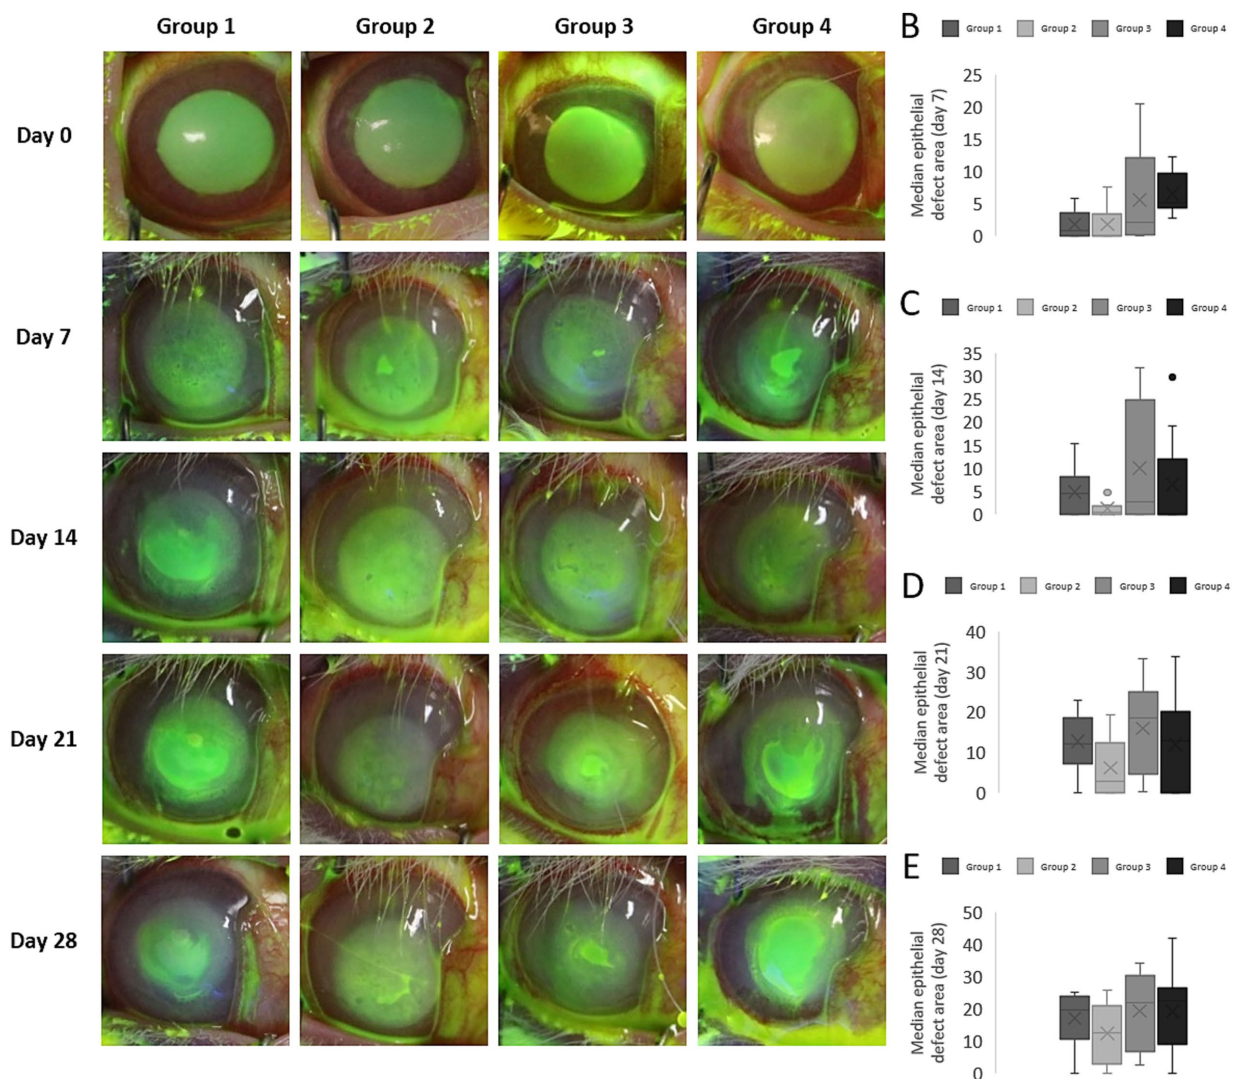 Group 1 Group 2 Group 3 Group 4
Day 0
Day 7
Day 14
Day 21
Day 28
B
Group 1 Group 2 Group 3 Group 4
Median epithelial
defect area (day 7)
25
20
15
10
5
0
C
Group 1 Group 2 Group 3 Group 4
Median epithelial
defect area (day 14)
35
30
25
20
15
10
5
0
D
Group 1 Group 2 Group 3 Group 4
Median epithelial
defect area (day 21)
40
30
20
10
0
E
Group 1 Group 2 Group 3 Group 4
Median epithelial
defect area (day 28)
50
40
30
20
10
0